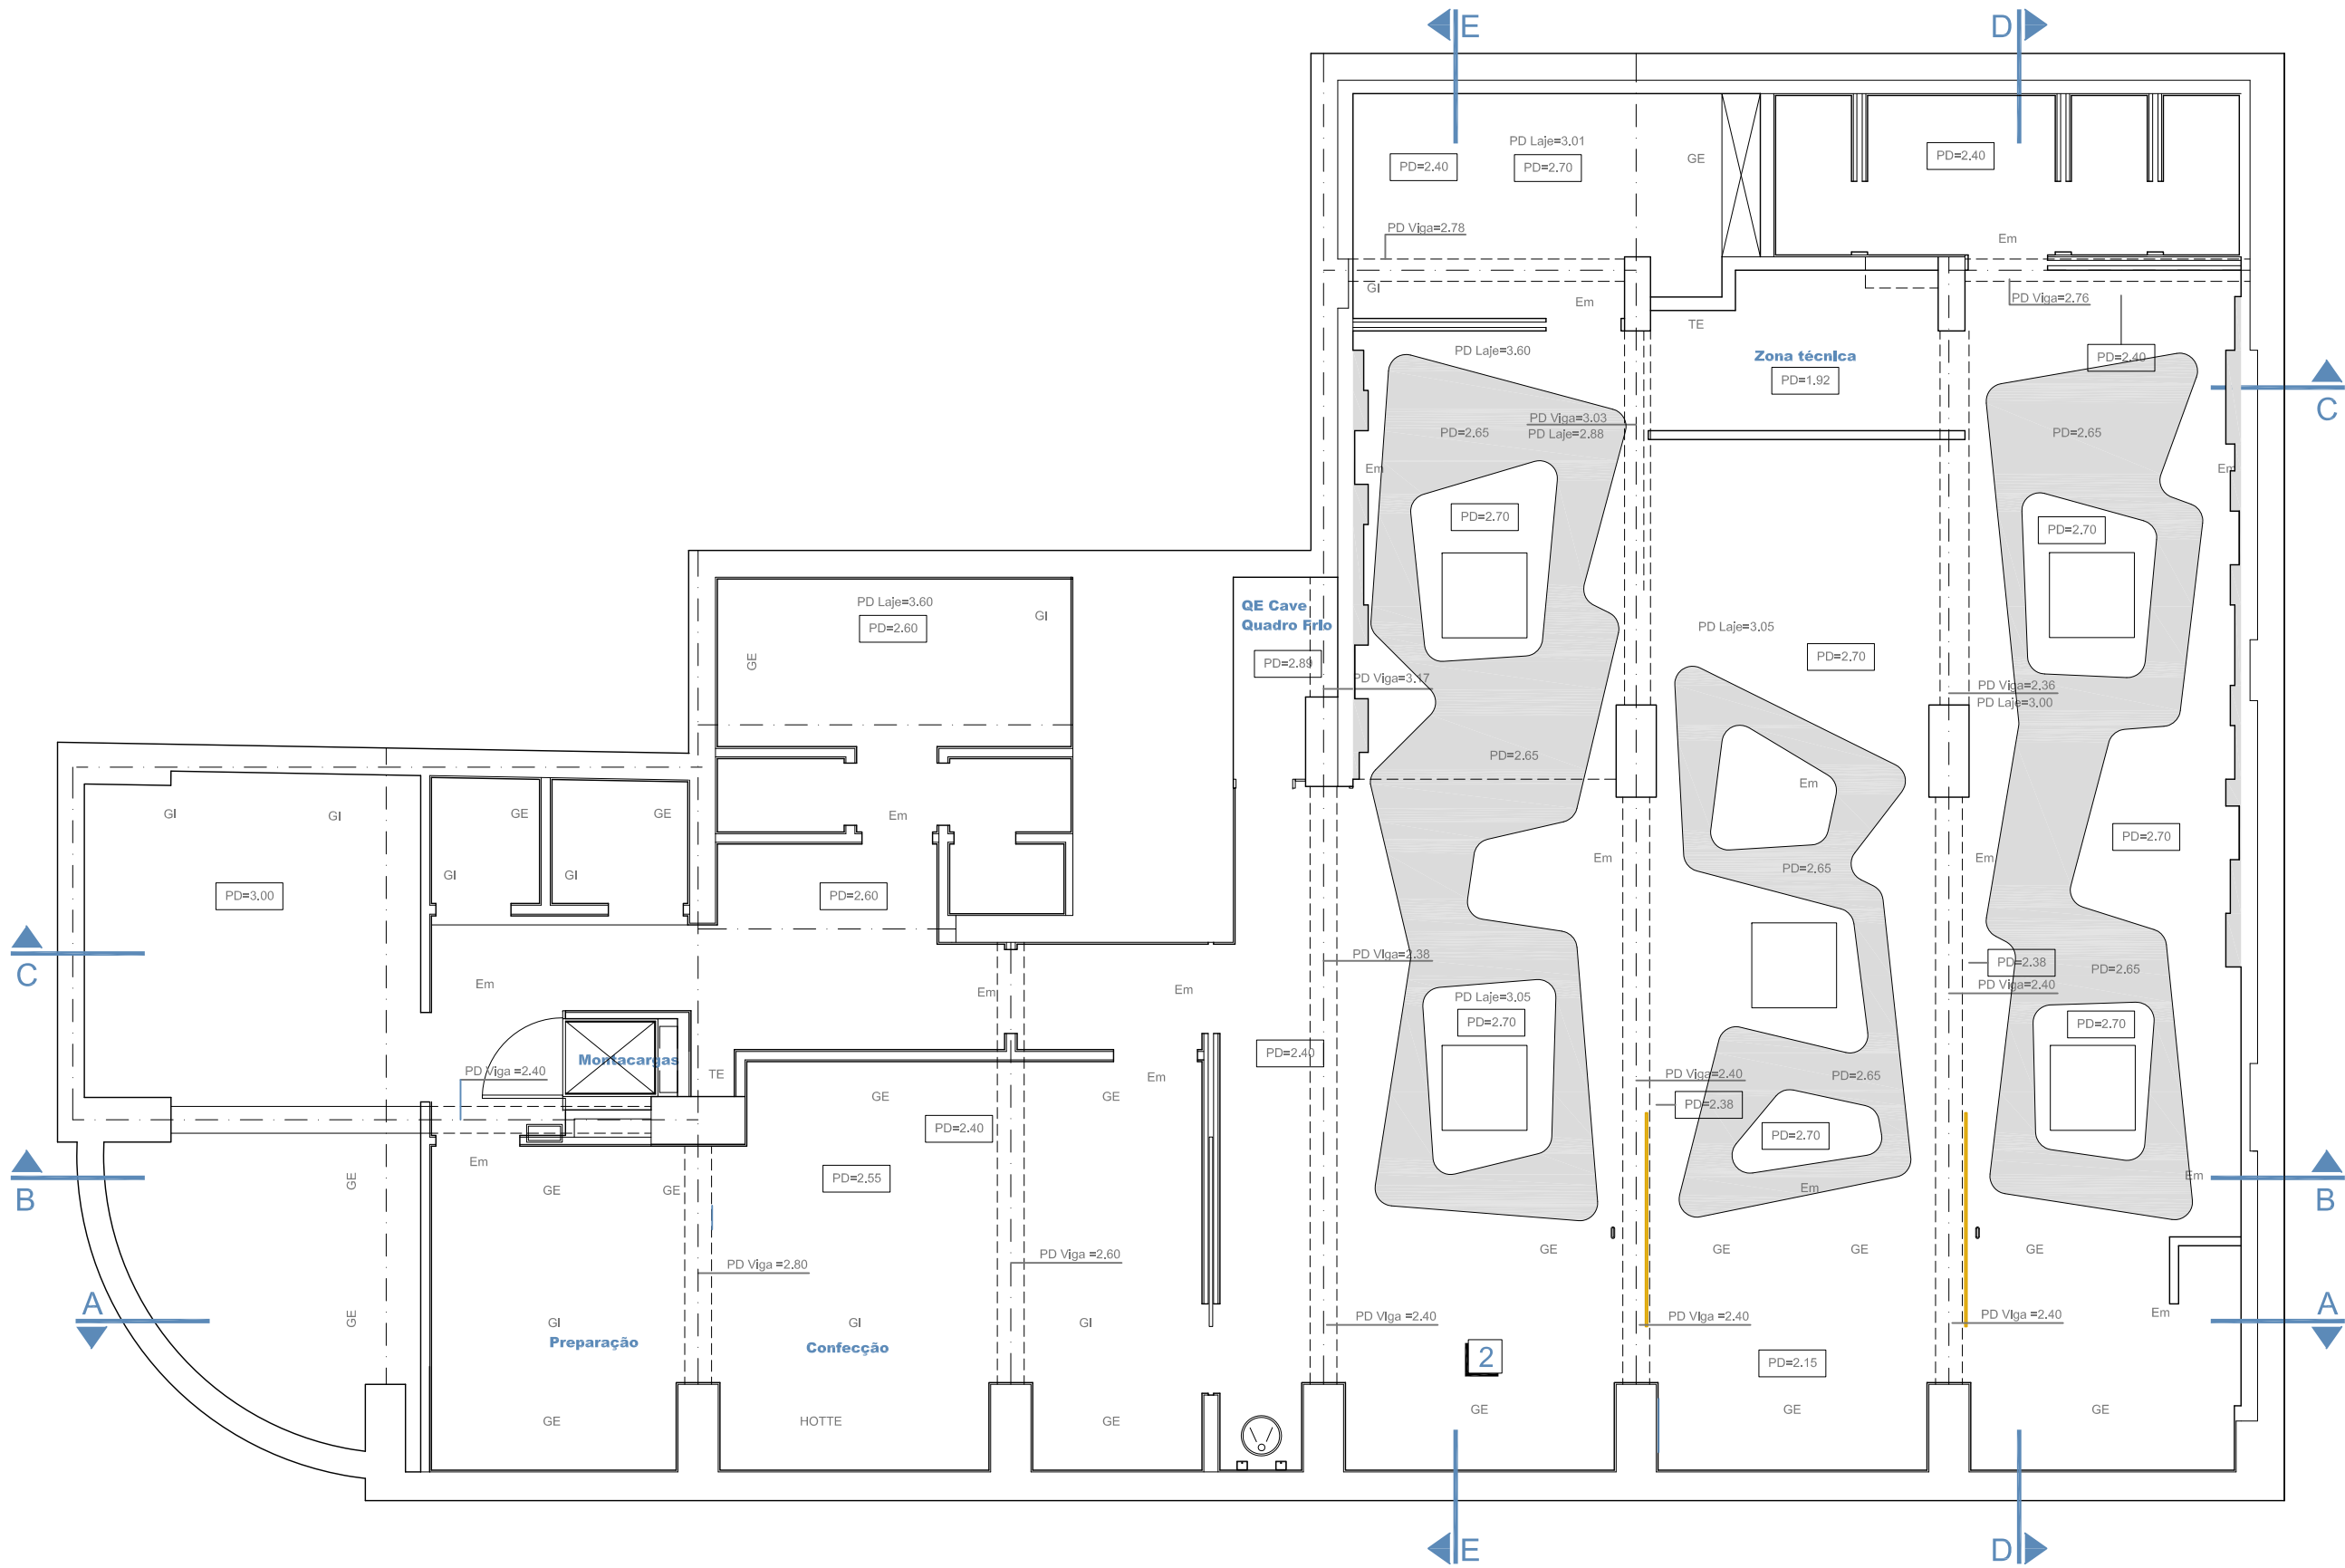 E
D
PD Laje=3.01
PD=2.40
PD=2.70
GE
PD=2.40
PD Viga=2.78
Em
GI
Em
PD Viga=2.76
TE
PD Laje=3.60
Zona técnica
PD=2.40
PD=1.92
C
PD Viga=3.03
PD=2.65
PD Laje=2.88
PD=2.65
Em
Em
PD=2.70
PD=2.70
PD Laje=3.60
QE Cave
Quadro Frio
GI
PD=2.60
PD Laje=3.05
GE
PD=2.89
PD=2.70
PD Viga=3.17
PD Viga=2.36
PD Laje=3.00
PD=2.65
Em
GI
GI
GE
GE
Em
PD=2.70
Em
Em
PD=2.65
GI
GI
PD=3.00
PD=2.60
PD Viga=2.38
PD=2.38
PD=2.65
C
Em
Em
Em
PD Viga=2.40
PD Laje=3.05
PD=2.70
PD=2.70
Montacargas
PD=2.40
PD Viga =2.40
TE
Em
PD Viga=2.40
PD=2.65
GE
GE
PD=2.38
PD=2.40
PD=2.70
Em
GE
PD=2.55
Em
GE
GE
Em
B
B
GE
GE
GE
GE
PD Viga =2.80
PD Viga =2.60
A
A
GE
GI
GI
GI
PD Viga =2.40
PD Viga =2.40
PD Viga =2.40
Em
Preparação
Confecção
2
PD=2.15
GE
HOTTE
GE
GE
GE
GE
E
D